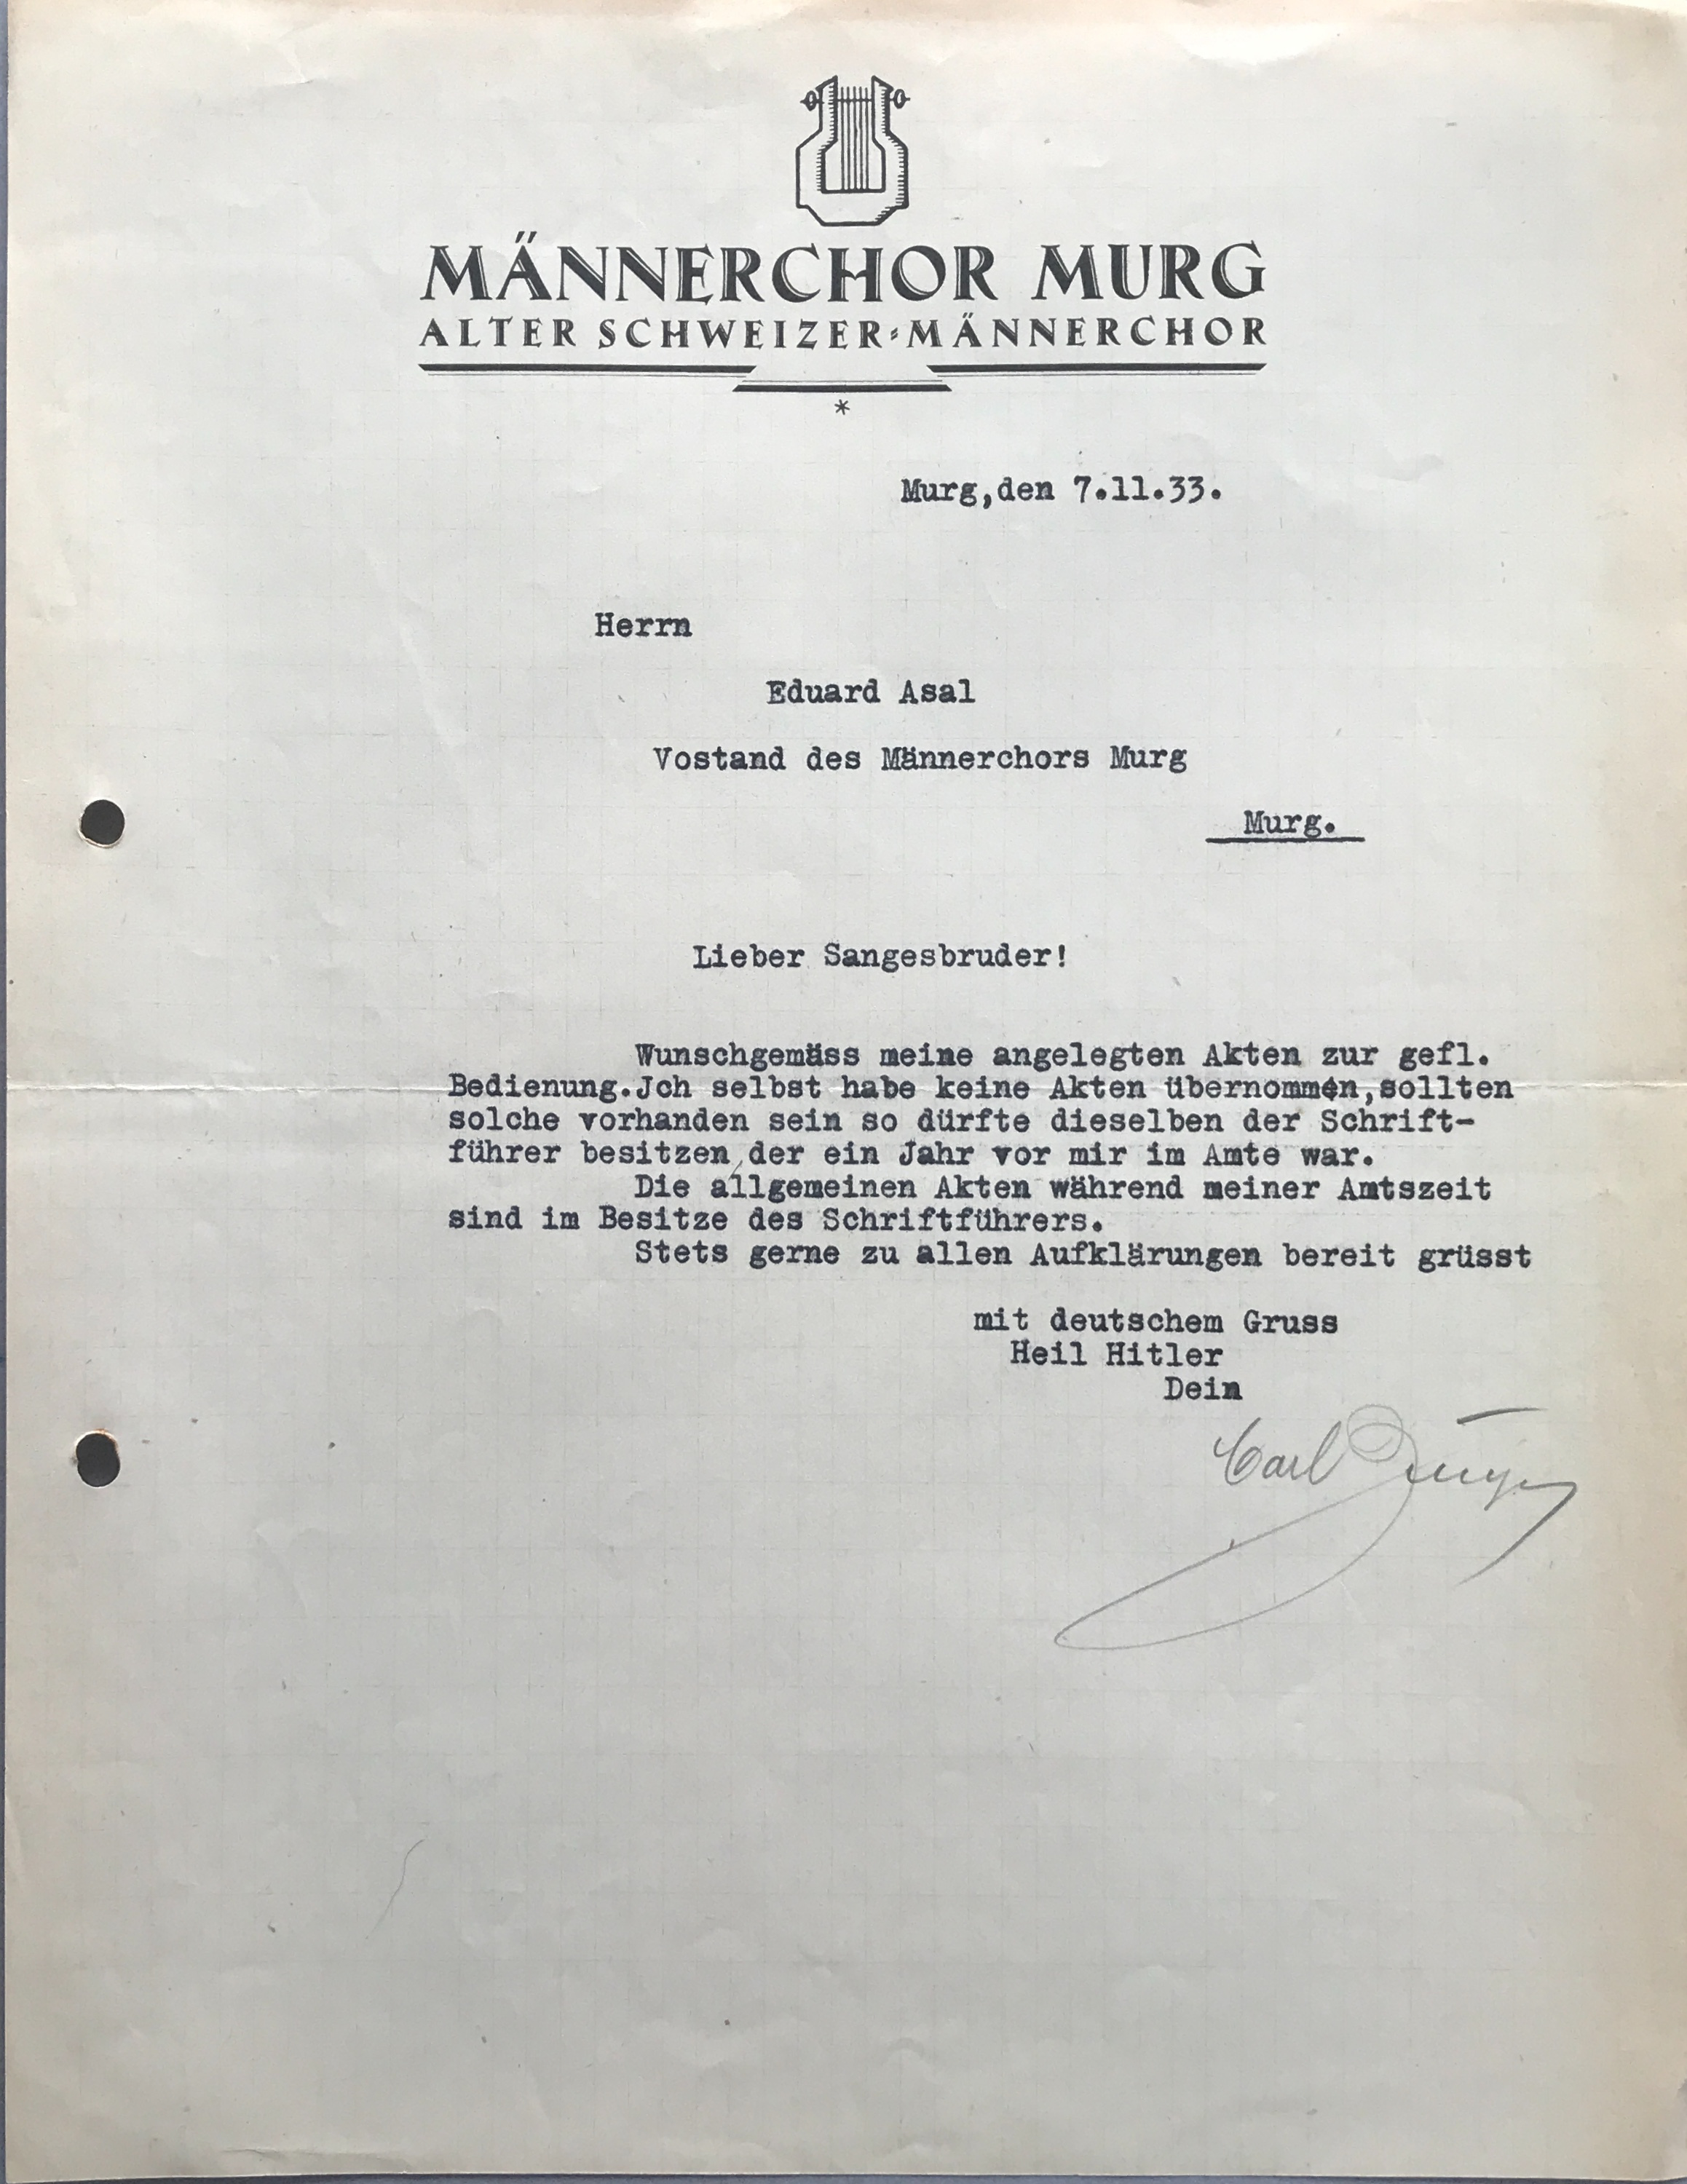 MÄNNERCHOR MURG
ALTER SCHWEIZER-MÄNNERCHOR
*
Murg,den 7.11.33.
Herrn
Eduard Asal
Vostand des Männerchors Murg
Murg.
Lieber Sangesbruder!
Wunschgemäss meine angelegten Akten zur gefl.
Bedienung.Jch selbst habe keine Akten übernommen,sollten
solche vorhanden sein so dürfte dieselben der Schrift-
führer besitzen,der ein Jahr vor mir im Amte war.
Die allgemeinen Akten während meiner Amtszeit
sind im Besitze des Schriftführers.
Stets gerne zu allen Aufklärungen bereit grüsst
mit deutschem Gruss
Heil Hitler
Dein
Carl